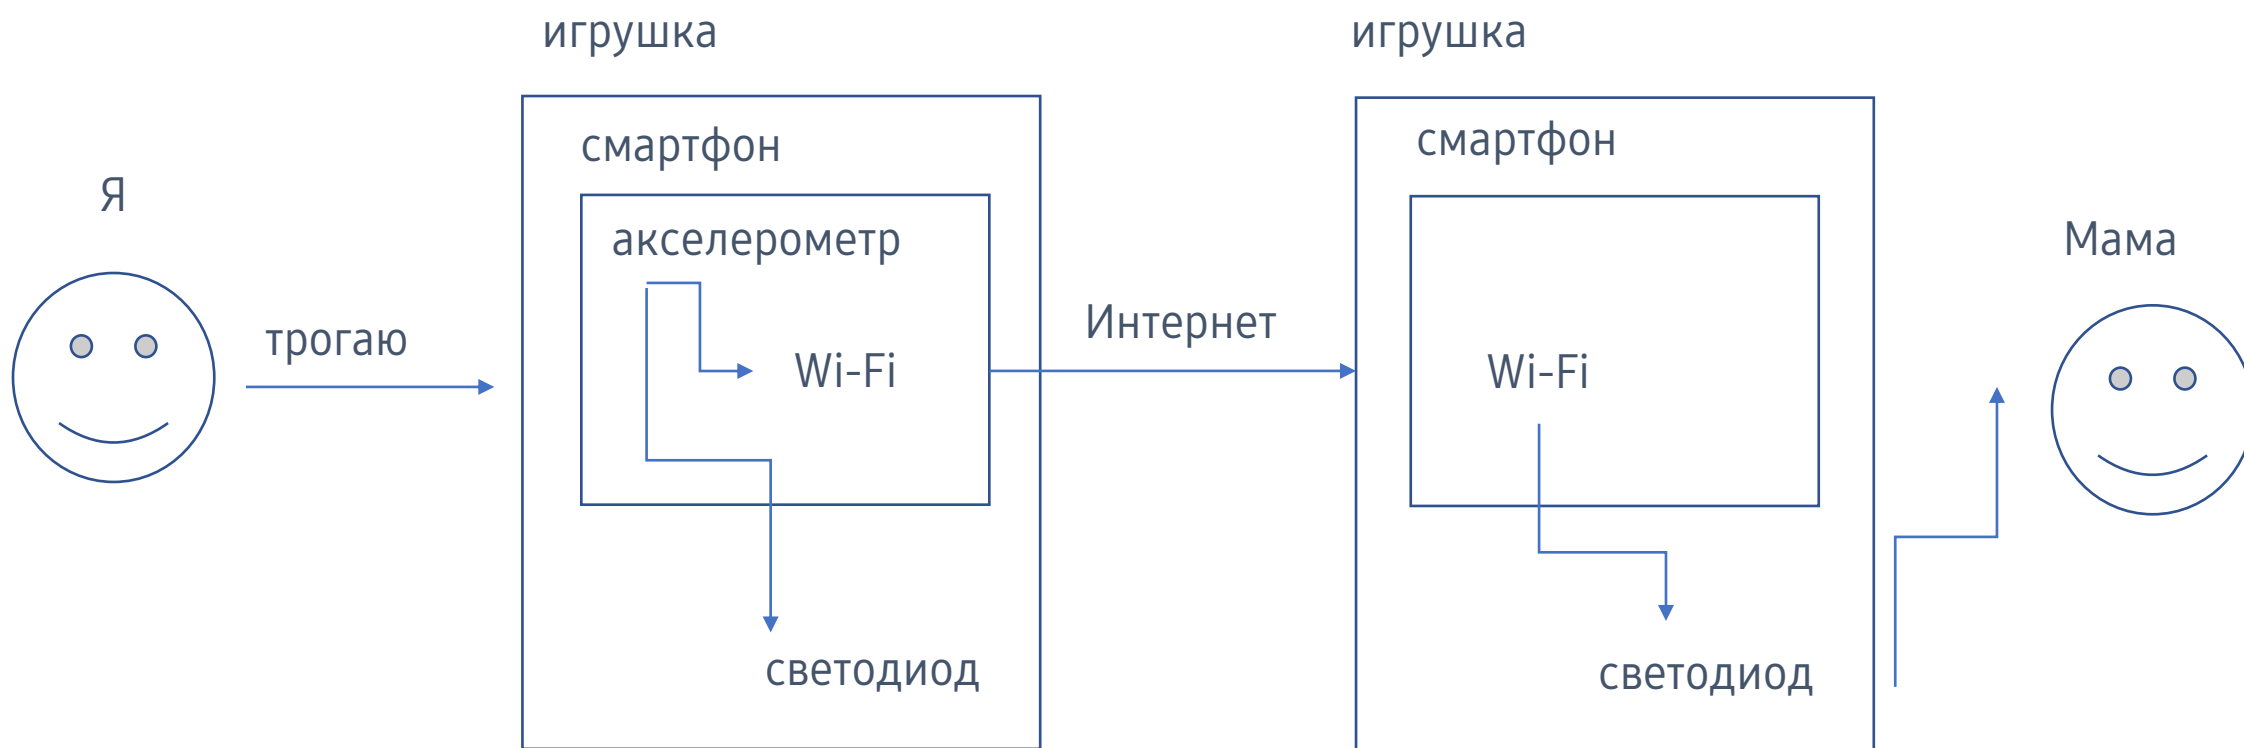 игрушка
игрушка
смартфон
смартфон
Я
акселерометр
Мама
трогаю
Интернет
Wi-Fi
Wi-Fi
светодиод
светодиод